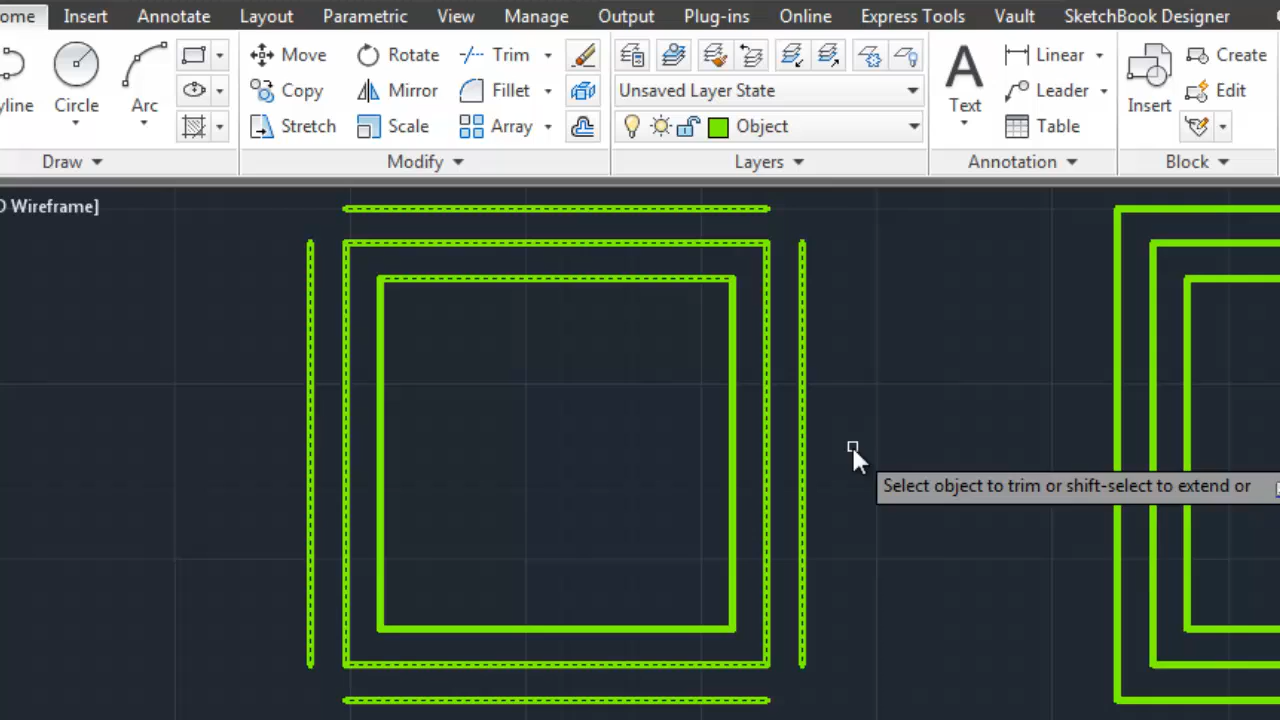 ome Insert Annotate Layout Parametric View Manage Output Plug-ins Online Express Tools Vault SketchBook Designer
Move Rotate Trim Linear Create
yline Circle Arc Copy Mirror Fillet Unsaved Layer State Text Leader Insert Edit
Stretch Scale Array Object Table
Draw Modify Layers Annotation Block
D Wireframe]
Select object to trim or shift-select to extend or